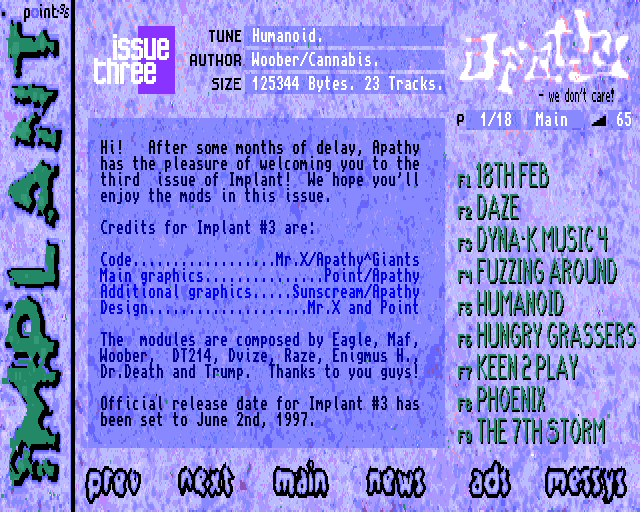 point-9s
IMPLANT
issue
three
TUNE Humanoid.
AUTHOR Woober/Cannabis.
SIZE 125344 Bytes. 23 Tracks.
apathy
- we don't care!
P 1/18 Main 65
Hi! After some months of delay, Apathy
has the pleasure of welcoming you to the
third issue of Implant! We hope you'll
enjoy the mods in this issue.
Credits for Implant #3 are:
Code..................Mr.X/Apathy^Giants
Main graphics...............Point/Apathy
Additional graphics.....Sunscream/Apathy
Design....................Mr.X and Point
The modules are composed by Eagle, Maf,
Woober, DT214, Dvize, Raze, Enigmus H.,
Dr.Death and Trump. Thanks to you guys!
Official release date for Implant #3 has
been set to June 2nd, 1997.
F1 18TH FEB
F2 DAZE
F3 DYNA-K MUSIC 4
F4 FUZZING AROUND
F5 HUMANOID
F6 HUNGRY GRASSERS
F7 KEEN 2 PLAY
F8 PHOENIX
F9 THE 7TH STORM
prev next main news ads messys